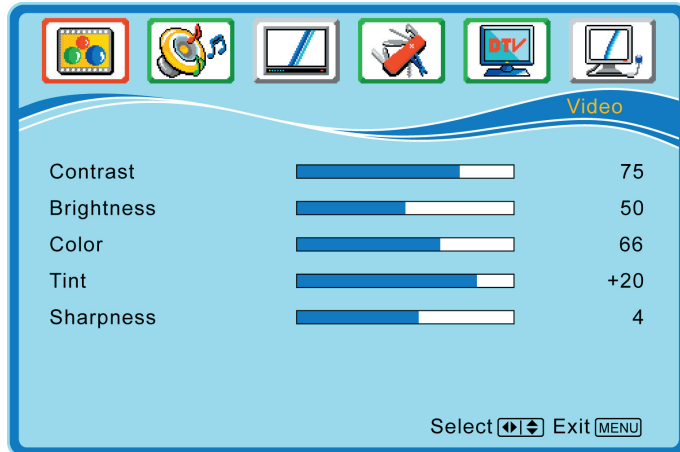 DTV
Video
Contrast 75
Brightness 50
Color 66
Tint +20
Sharpness 4
Select Exit MENU